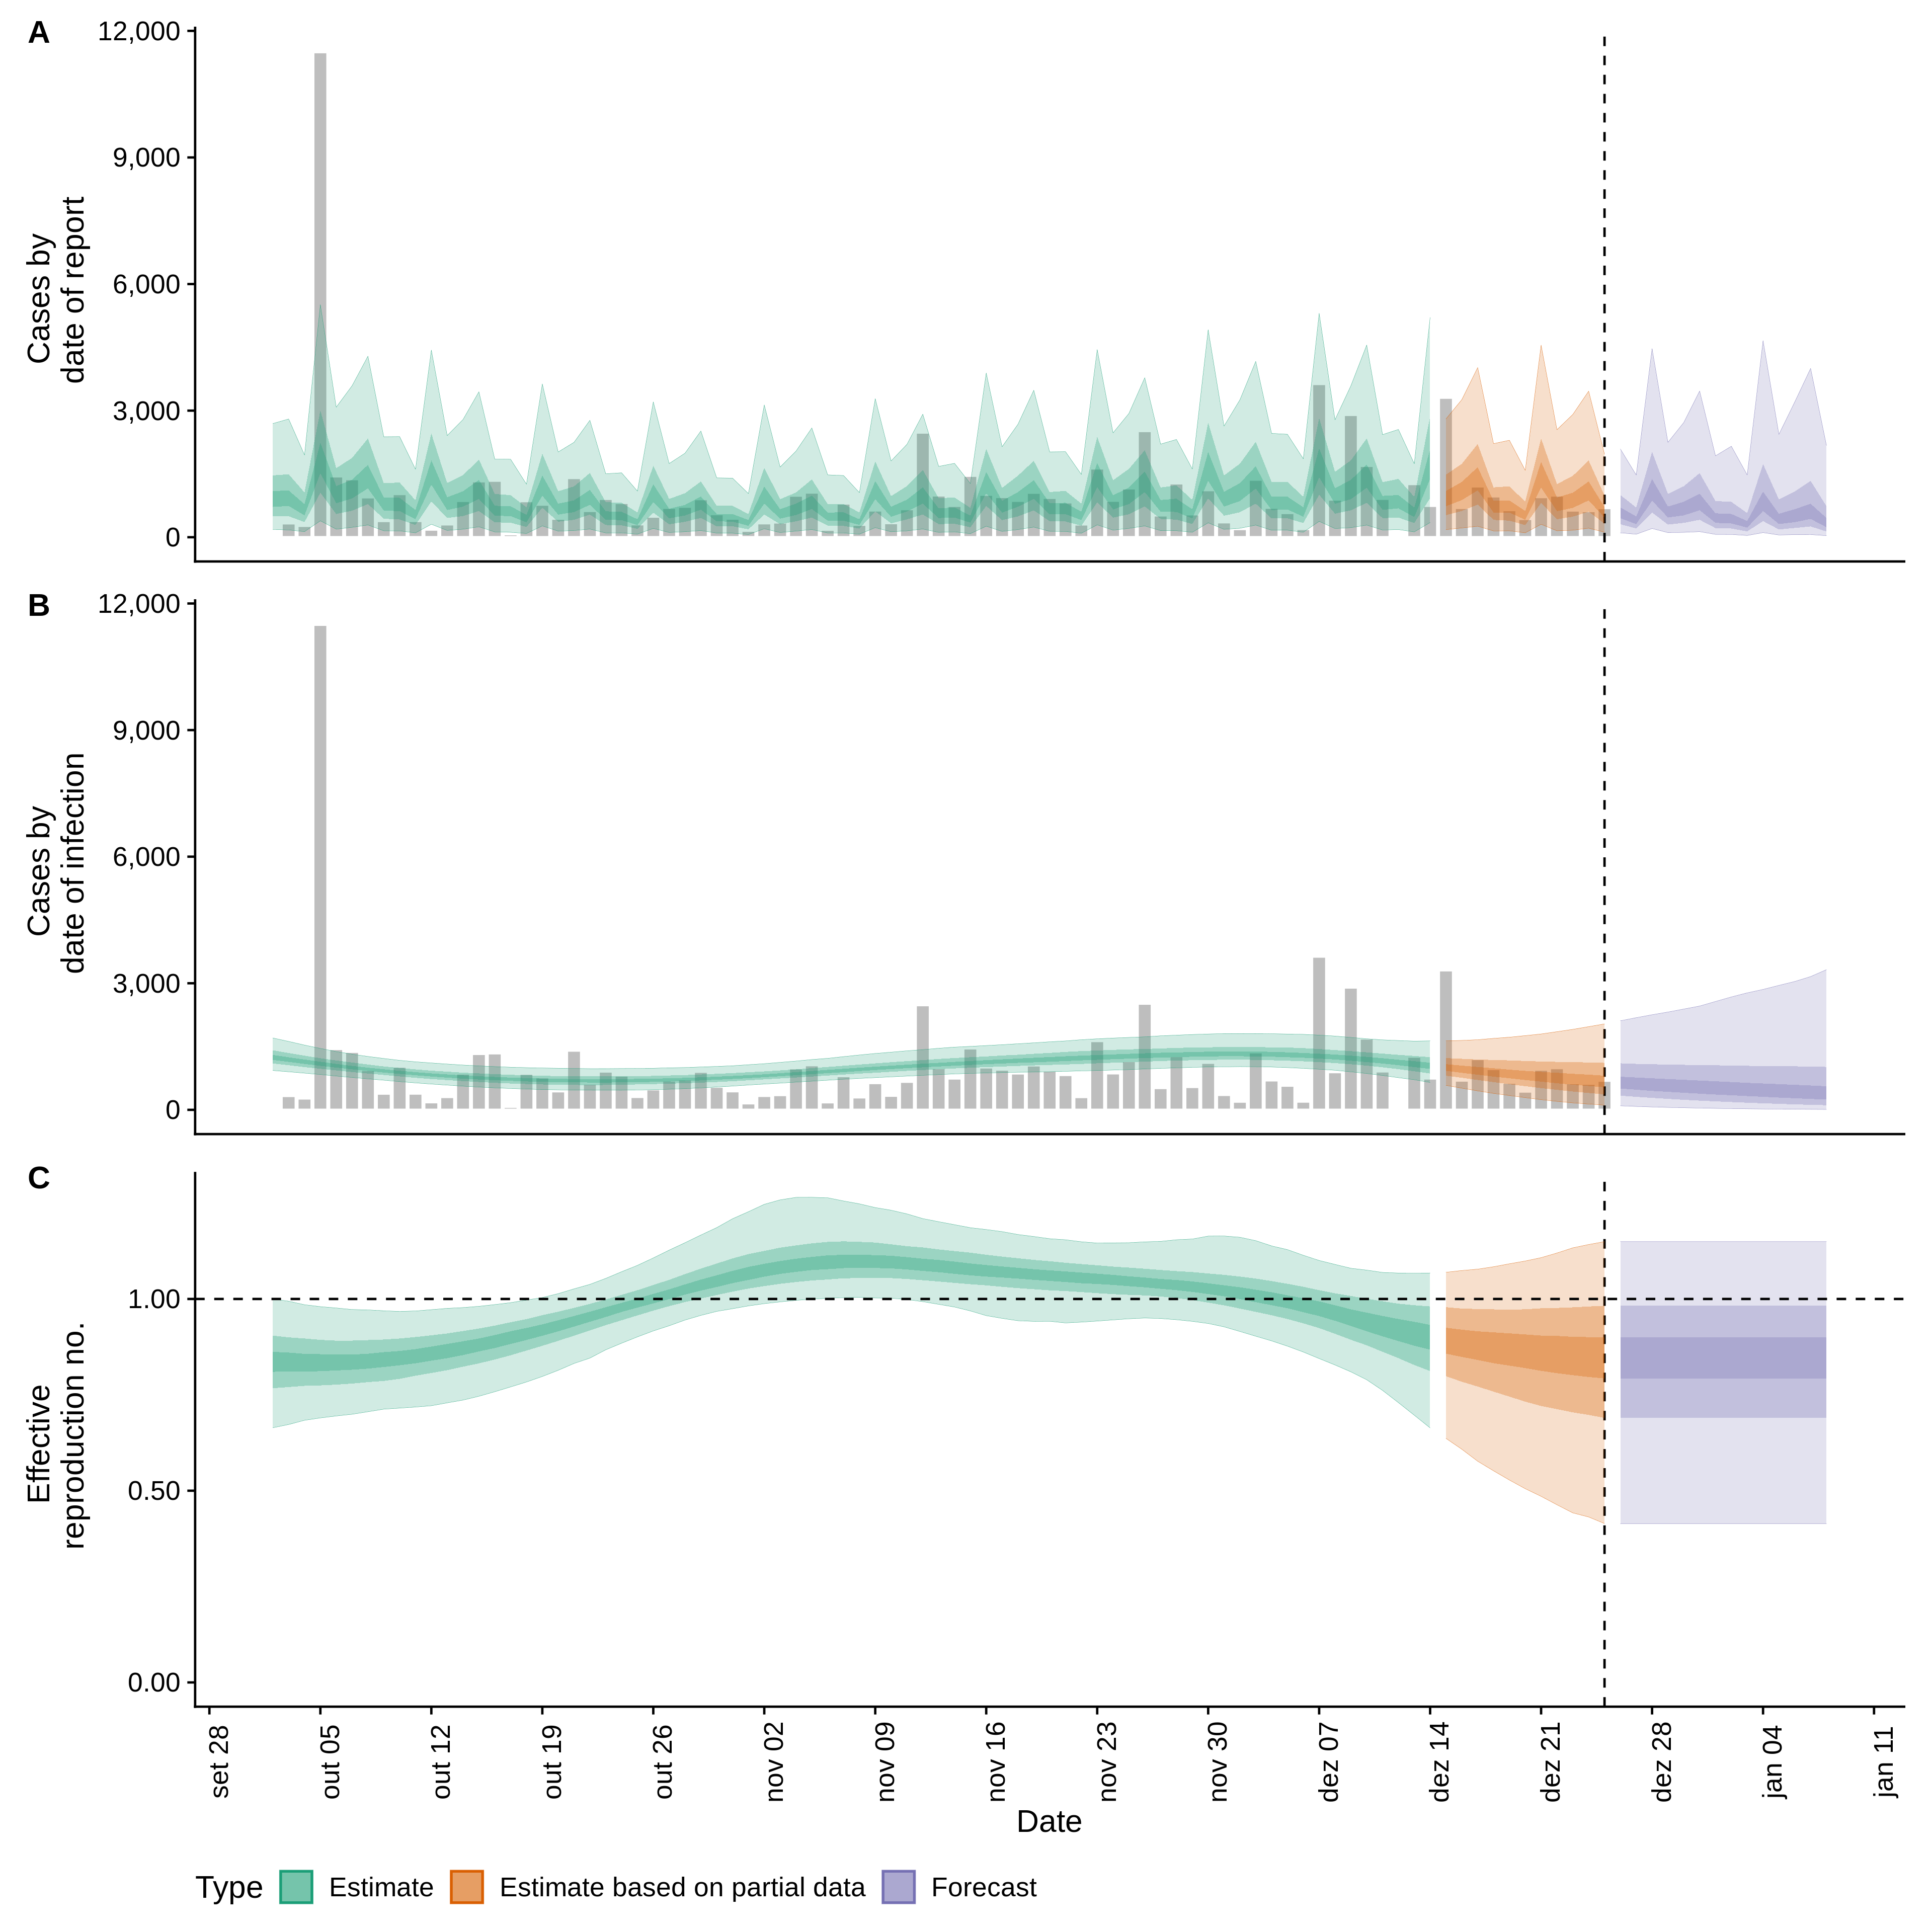 A
12,000
9,000
6,000
3,000
0
Cases by
date of report
B
12,000
9,000
6,000
3,000
0
Cases by
date of infection
C
1.00
0.50
0.00
Effective
reproduction no.
set 28
out 05
out 12
out 19
out 26
nov 02
nov 09
nov 16
nov 23
nov 30
dez 07
dez 14
dez 21
dez 28
jan 04
jan 11
Date
Type Estimate Estimate based on partial data Forecast